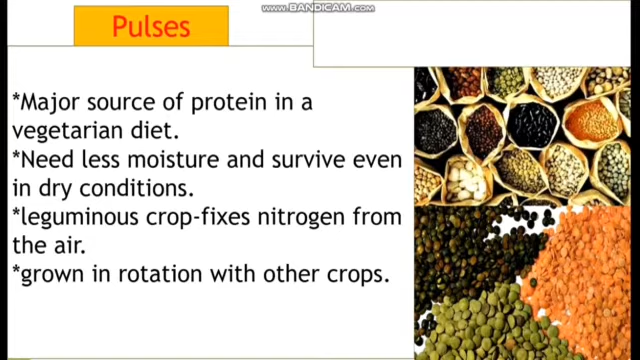 www.BANDICAM.com
Pulses
*Major source of protein in a
vegetarian diet.
*Need less moisture and survive even
in dry conditions.
*leguminous crop-fixes nitrogen from
the air.
*grown in rotation with other crops.